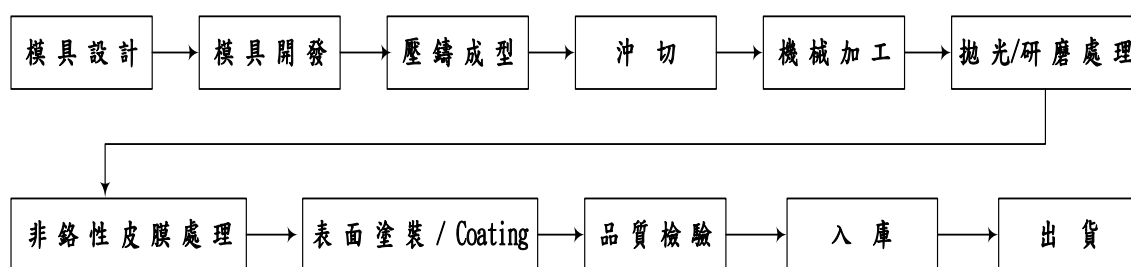 模具設計
模具開發
壓鑄成型
沖切
機械加工
拋光/研磨處理
非鉻性皮膜處理
表面塗裝/Coating
品質檢驗
入庫
出貨